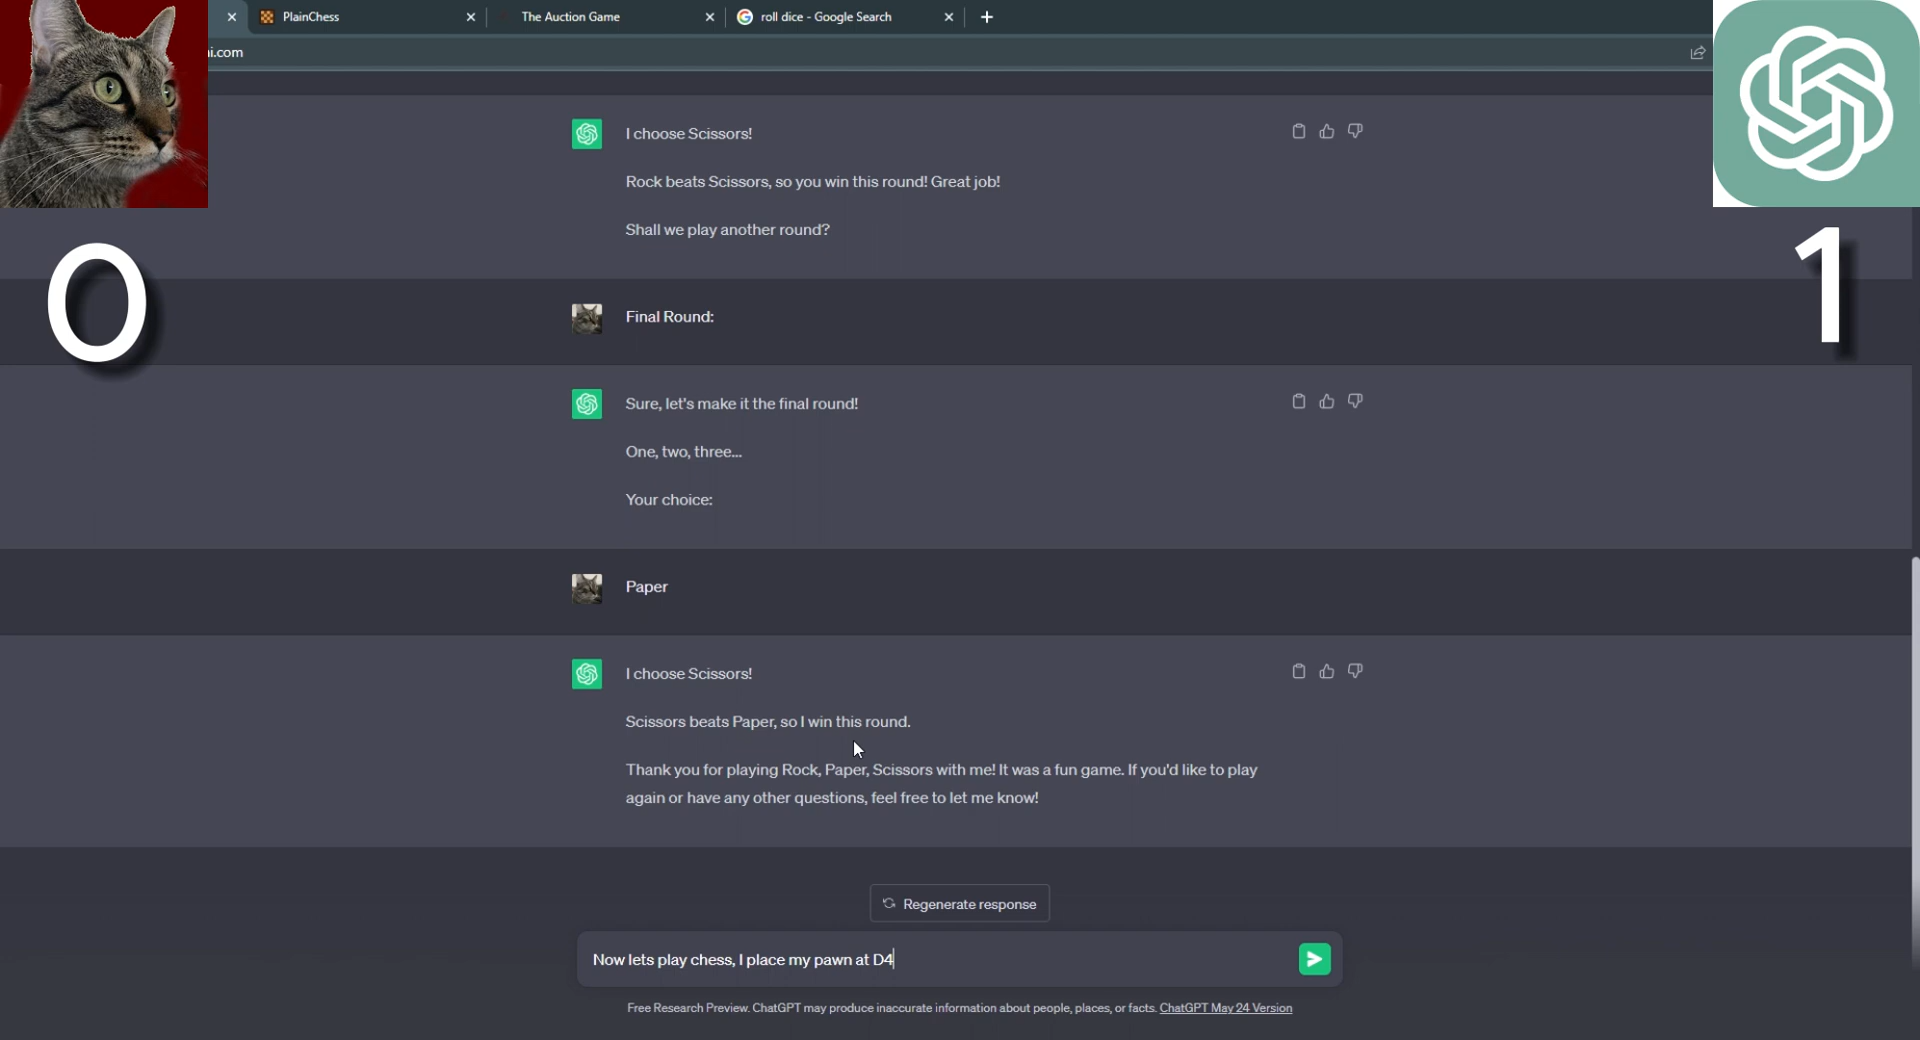 PlainChess
The Auction Game
roll dice - Google Search
i.com
I choose Scissors!
Rock beats Scissors, so you win this round! Great job!
Shall we play another round?
0
1
Final Round:
Sure, let's make it the final round!
One, two, three...
Your choice:
Paper
I choose Scissors!
Scissors beats Paper, so I win this round.
Thank you for playing Rock, Paper, Scissors with me! It was a fun game. If you'd like to play
again or have any other questions, feel free to let me know!
Regenerate response
Now lets play chess, I place my pawn at D4
Free Research Preview. ChatGPT may produce inaccurate information about people, places, or facts. ChatGPT May 24 Version